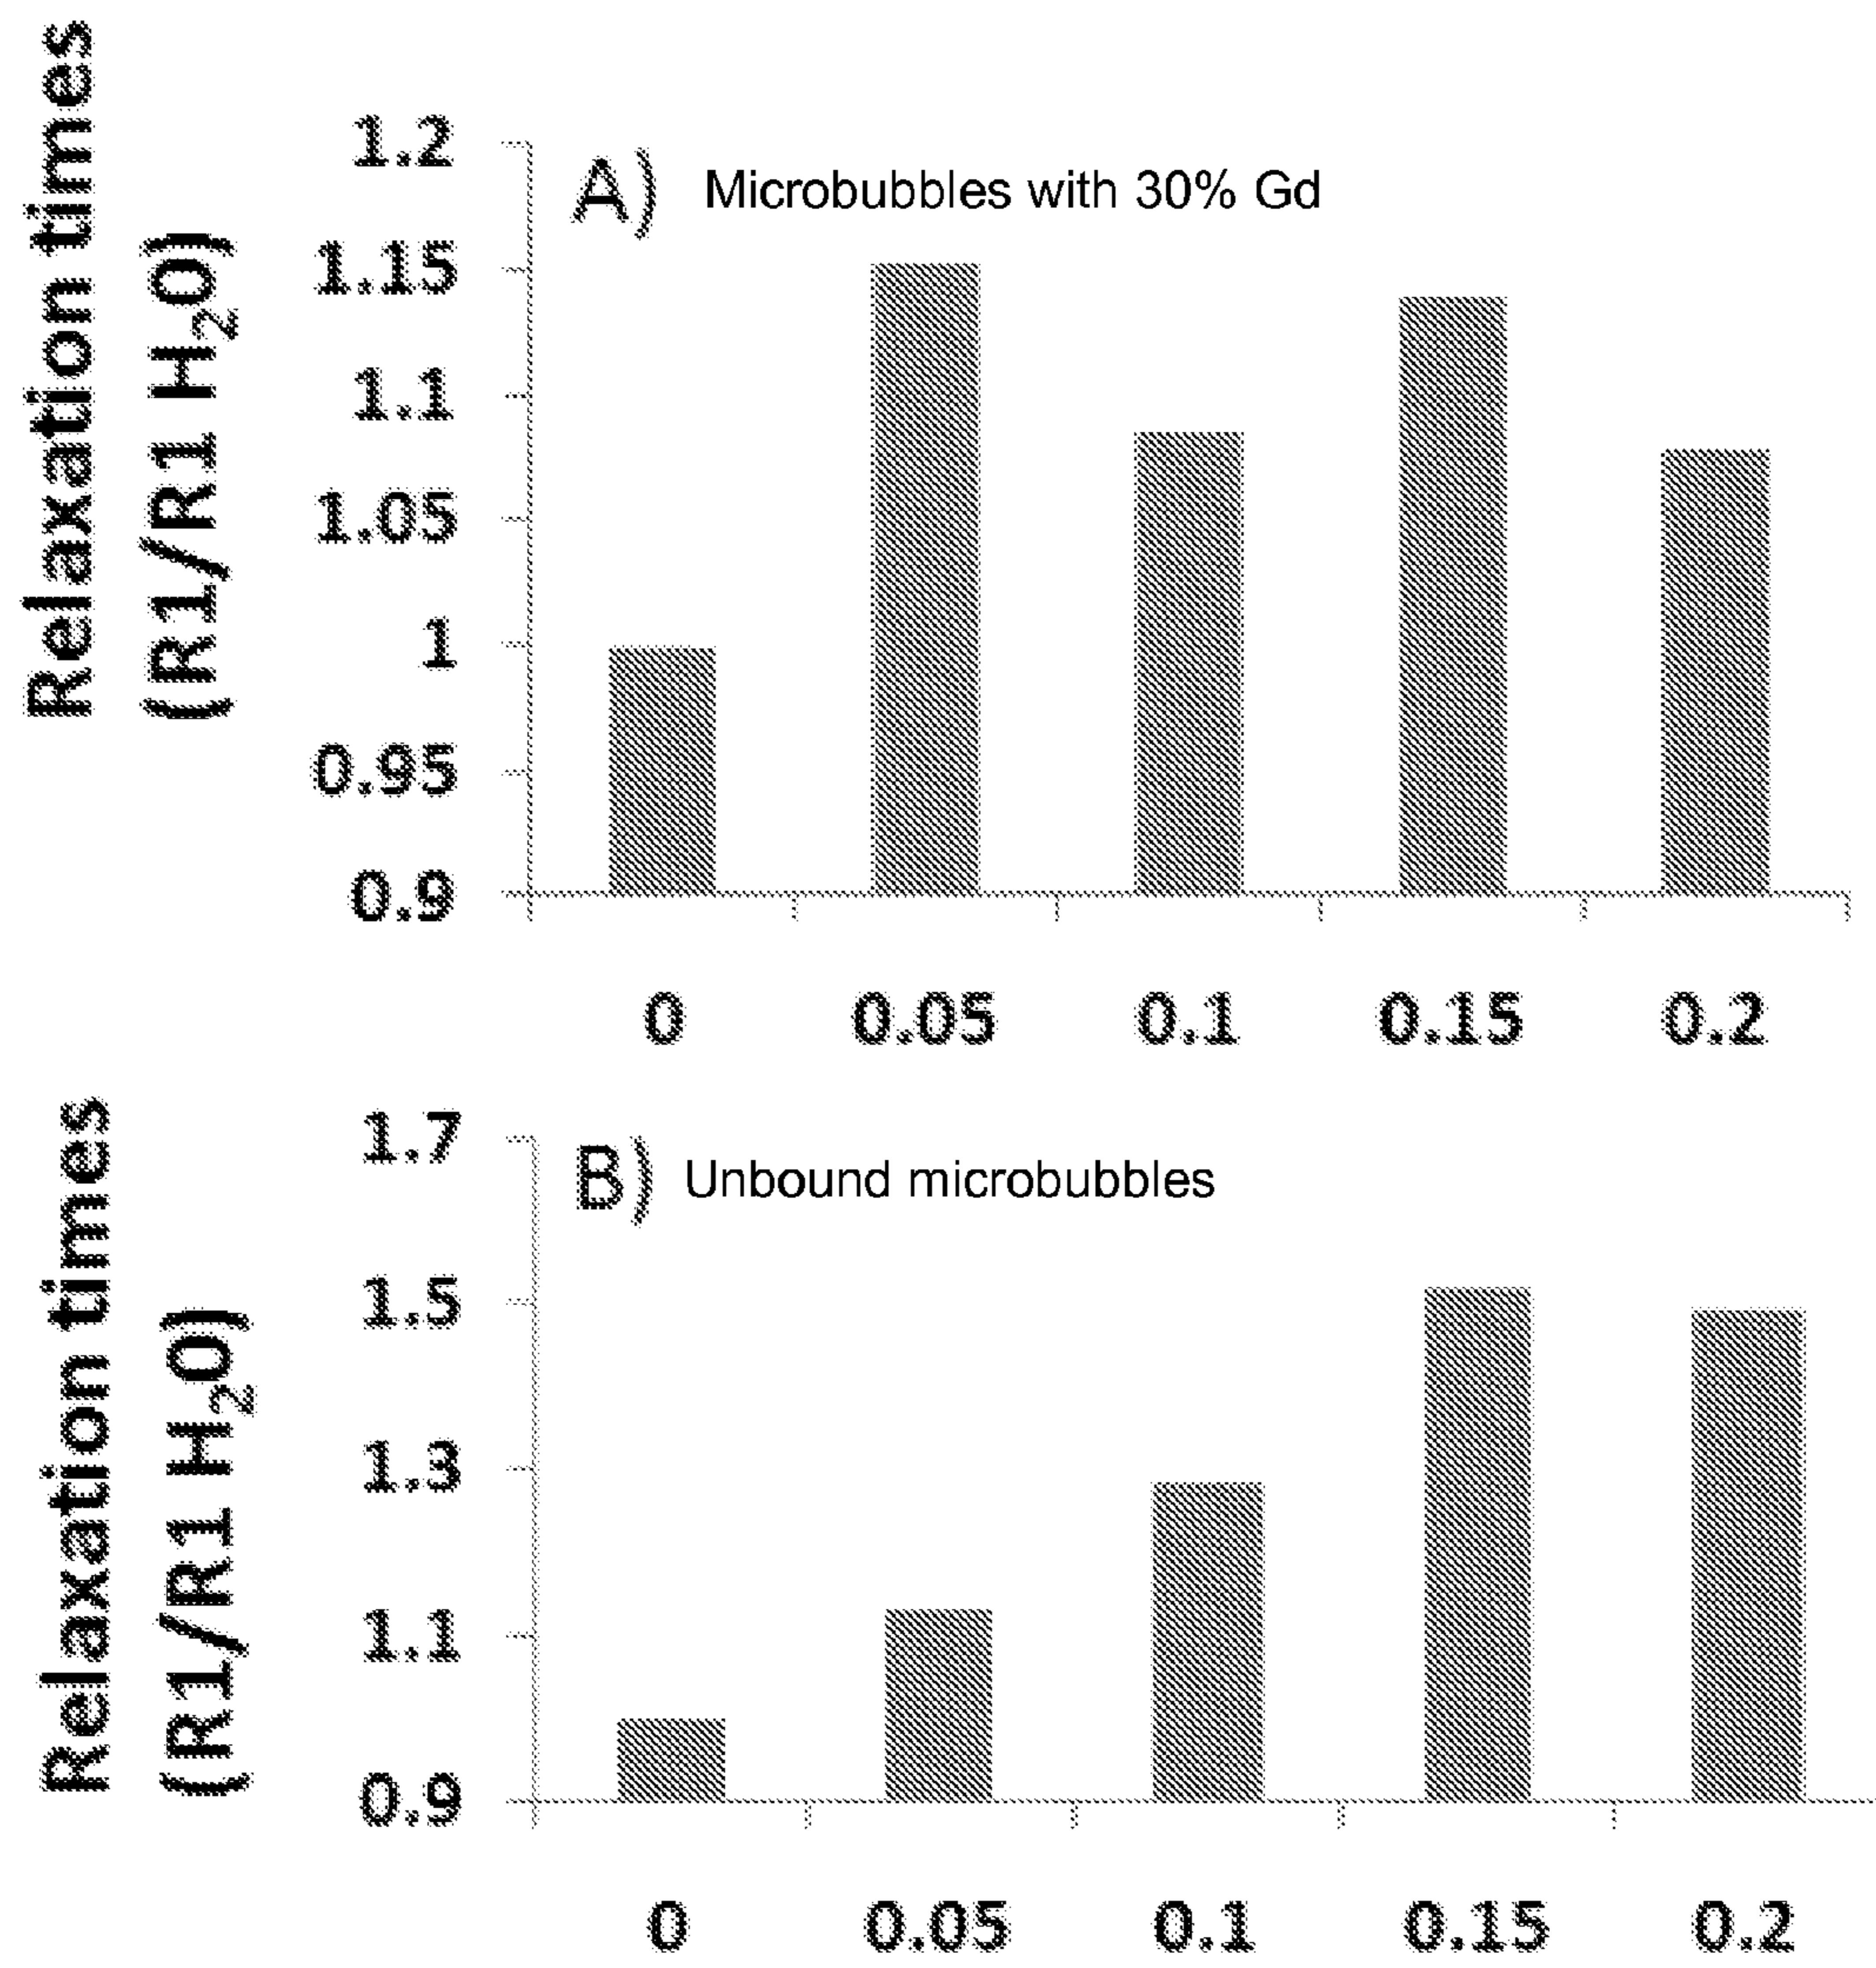 Relaxation times
(R1/R1 H₂O)
1.2
1.15
1.1
1.05
1
0.95
0.9
A) Microbubbles with 30% Gd
0 0.05 0.1 0.15 0.2
Relaxation times
(R1/R1 H₂O)
1.7
1.5
1.3
1.1
0.9
B) Unbound microbubbles
0 0.05 0.1 0.15 0.2